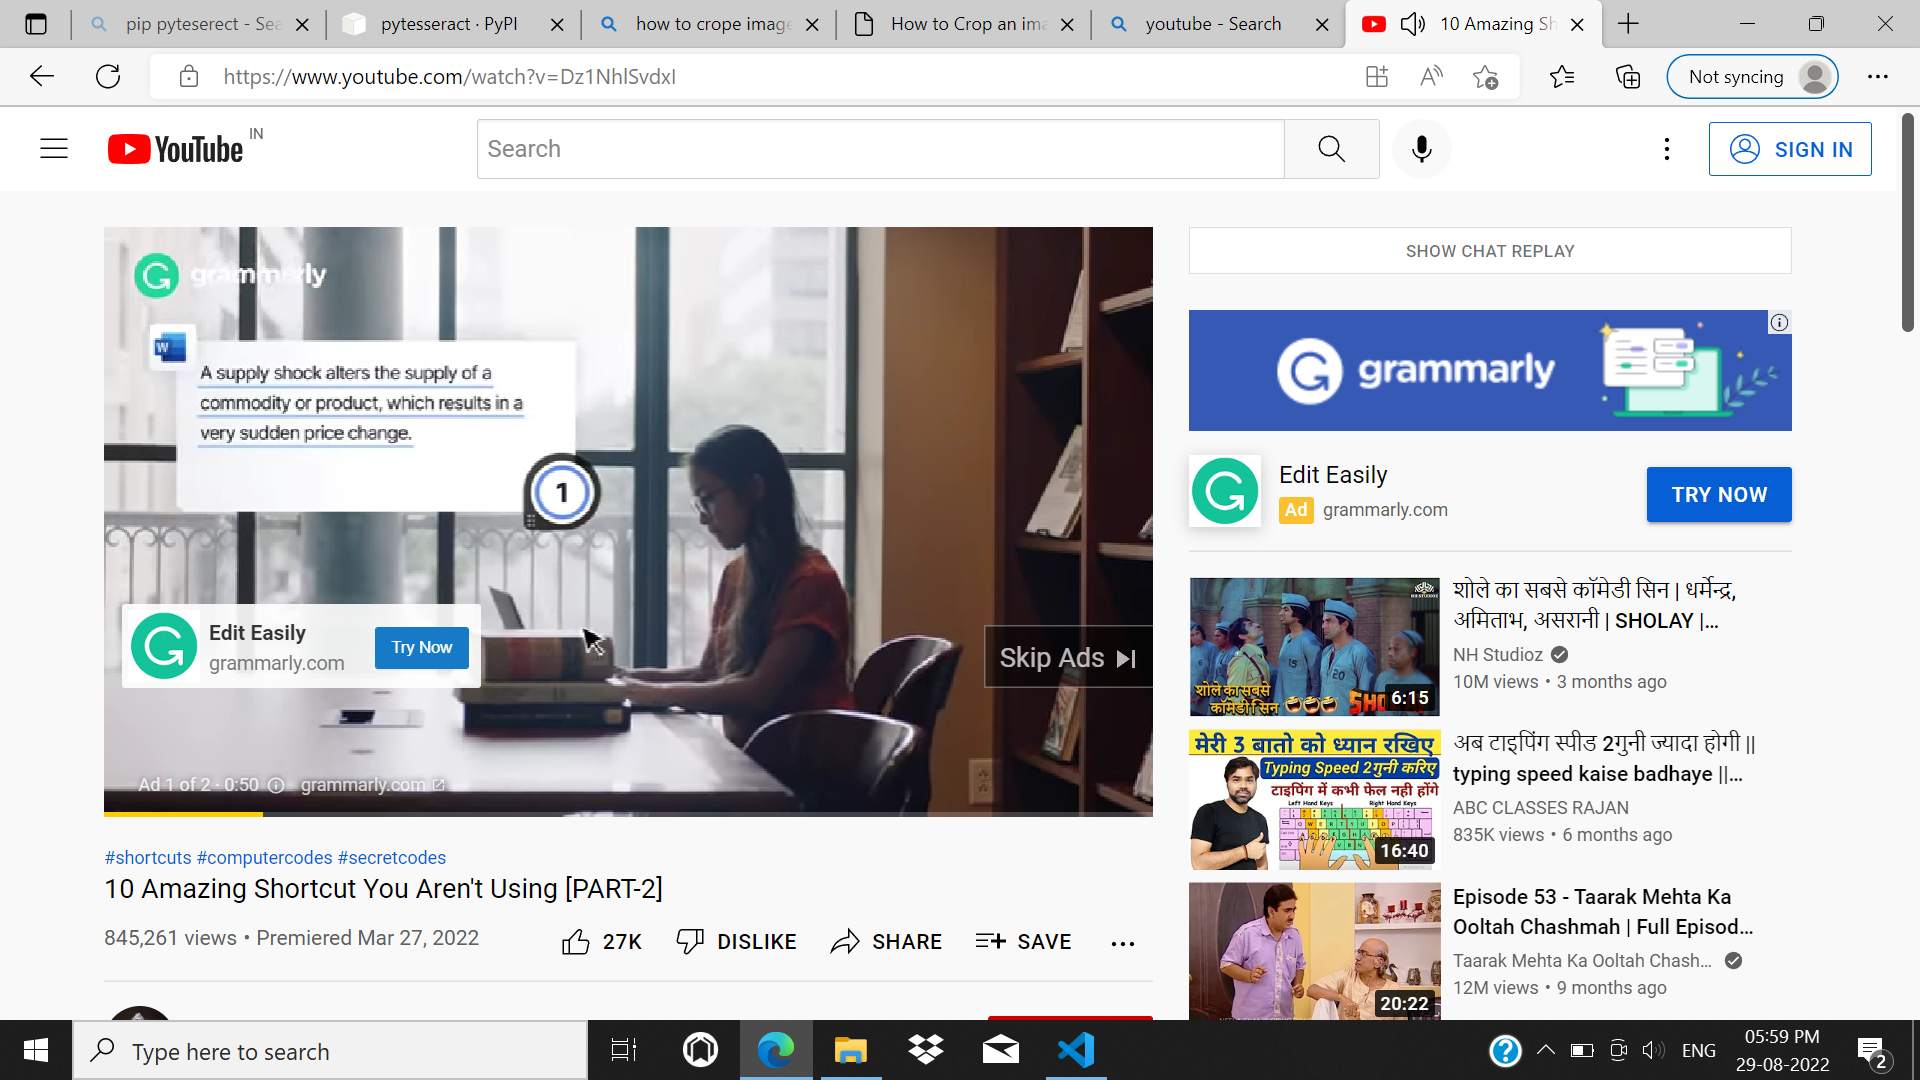 pip pyteserect - Sea
pytesseract · PyPI
how to crope image
How to Crop an ima
youtube - Search
10 Amazing Sh
https://www.youtube.com/watch?v=Dz1NhlSvdxI
Not syncing
YouTube IN
Search
SIGN IN
grammarly
W
A supply shock alters the supply of a
commodity or product, which results in a
very sudden price change.
1
Edit Easily
grammarly.com
Try Now
Skip Ads
Ad 1 of 2 · 0:50 grammarly.com
#shortcuts #computercodes #secretcodes
10 Amazing Shortcut You Aren't Using [PART-2]
845,261 views • Premiered Mar 27, 2022
27K DISLIKE SHARE SAVE
SHOW CHAT REPLAY
grammarly
Edit Easily
Ad grammarly.com
TRY NOW
शोले का सबसे
कॉमेडी सिन
6:15
शोले का सबसे कॉमेडी सिन | धर्मेन्द्र,
अमिताभ, असरानी | SHOLAY |...
NH Studioz
10M views • 3 months ago
मेरी 3 बातो को ध्यान रखिए
Typing Speed 2गुनी करिए
टाइपिंग में कभी फेल नही होंगे
Left Hand Keys Right Hand Keys
16:40
अब टाइपिंग स्पीड 2गुनी ज्यादा होगी ||
typing speed kaise badhaye ||...
ABC CLASSES RAJAN
835K views • 6 months ago
20:22
Episode 53 - Taarak Mehta Ka
Ooltah Chashmah | Full Episod...
Taarak Mehta Ka Ooltah Chash...
12M views • 9 months ago
Type here to search
ENG
05:59 PM
29-08-2022
2